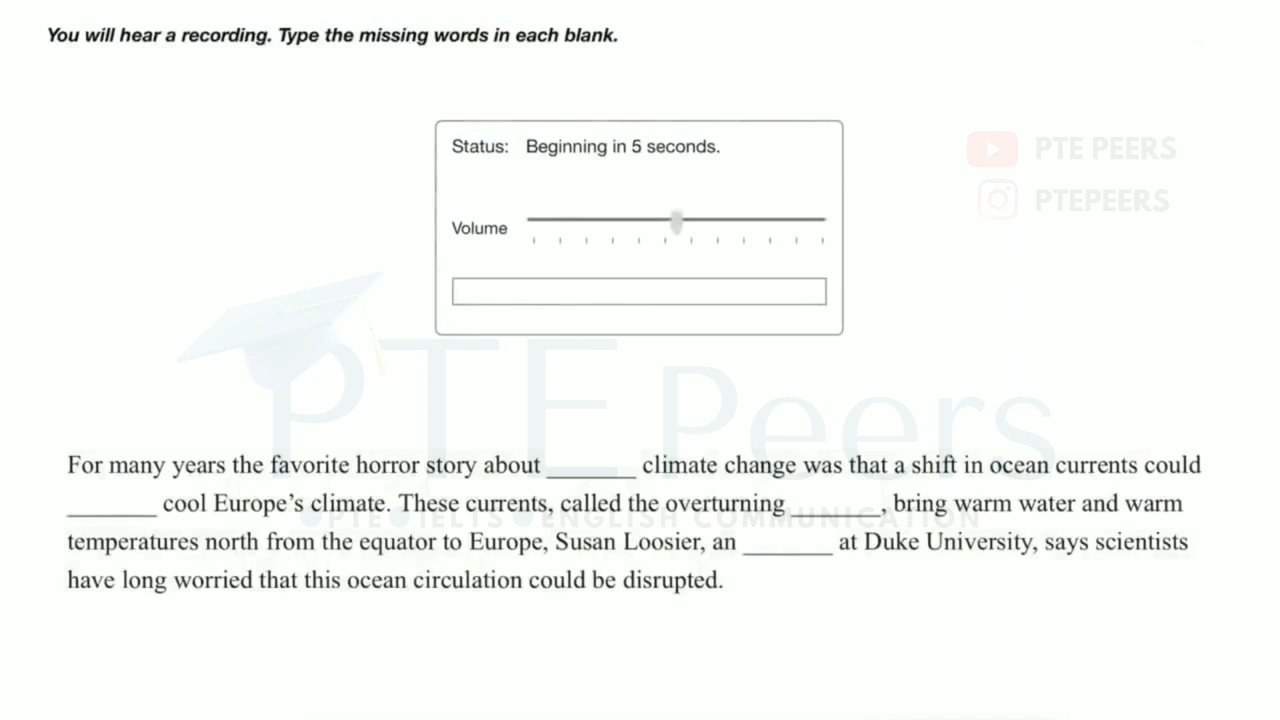 You will hear a recording. Type the missing words in each blank.
Status: Beginning in 5 seconds.
PTE PEERS
PTEPEERS
Volume
PTE Peers
For many years the favorite horror story about _______ climate change was that a shift in ocean currents could
_______ cool Europe's climate. These currents, called the overturning _______, bring warm water and warm
PTE IELTS ENGLISH COMMUNICATION
temperatures north from the equator to Europe, Susan Loosier, an _______ at Duke University, says scientists
have long worried that this ocean circulation could be disrupted.